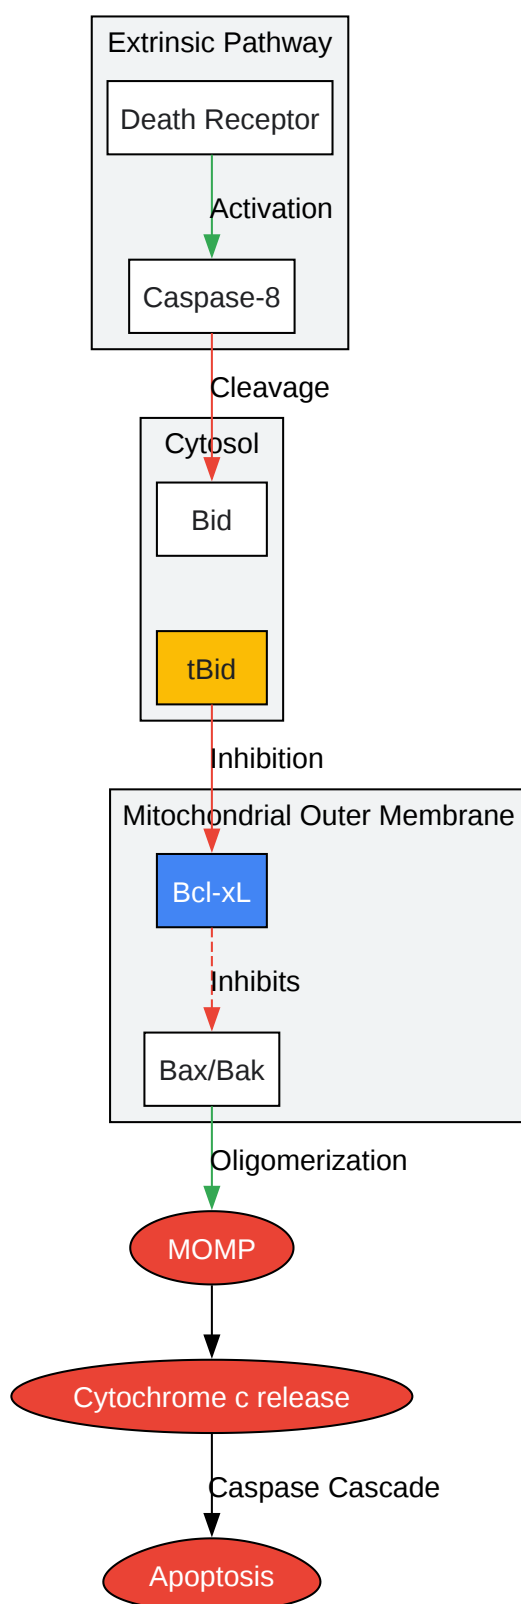 Extrinsic Pathway
Death Receptor
Activation
Caspase-8
Cleavage
Cytosol
Bid
tBid
Inhibition
Mitochondrial Outer Membrane
Bcl-xL
Inhibits
Bax/Bak
Oligomerization
MOMP
Cytochrome c release
Caspase Cascade
Apoptosis